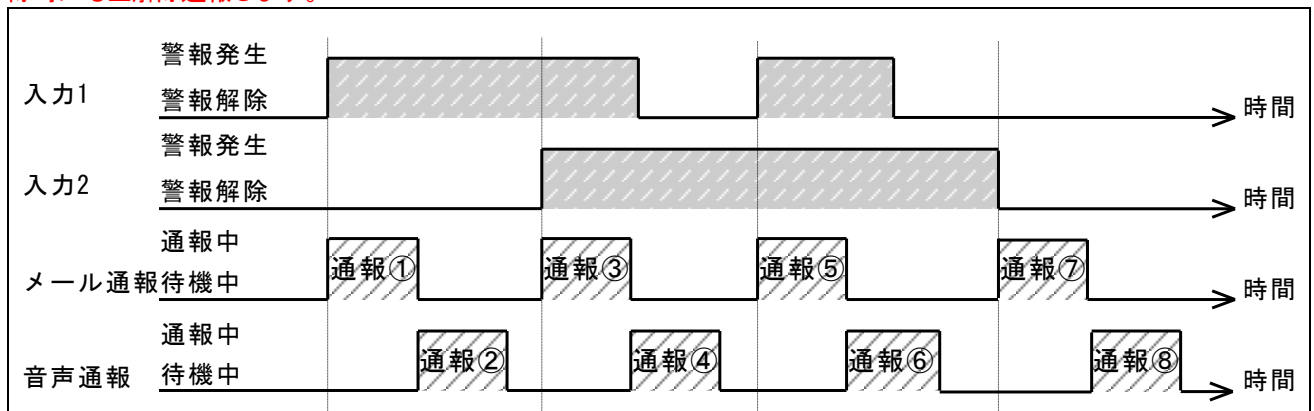 警報発生
入力1
警報解除
時間
警報発生
入力2
警報解除
時間
通報中
通報① 通報③ 通報⑤ 通報⑦
メール通報 待機中
時間
通報中
通報② 通報④ 通報⑥ 通報⑧
音声通報 待機中
時間